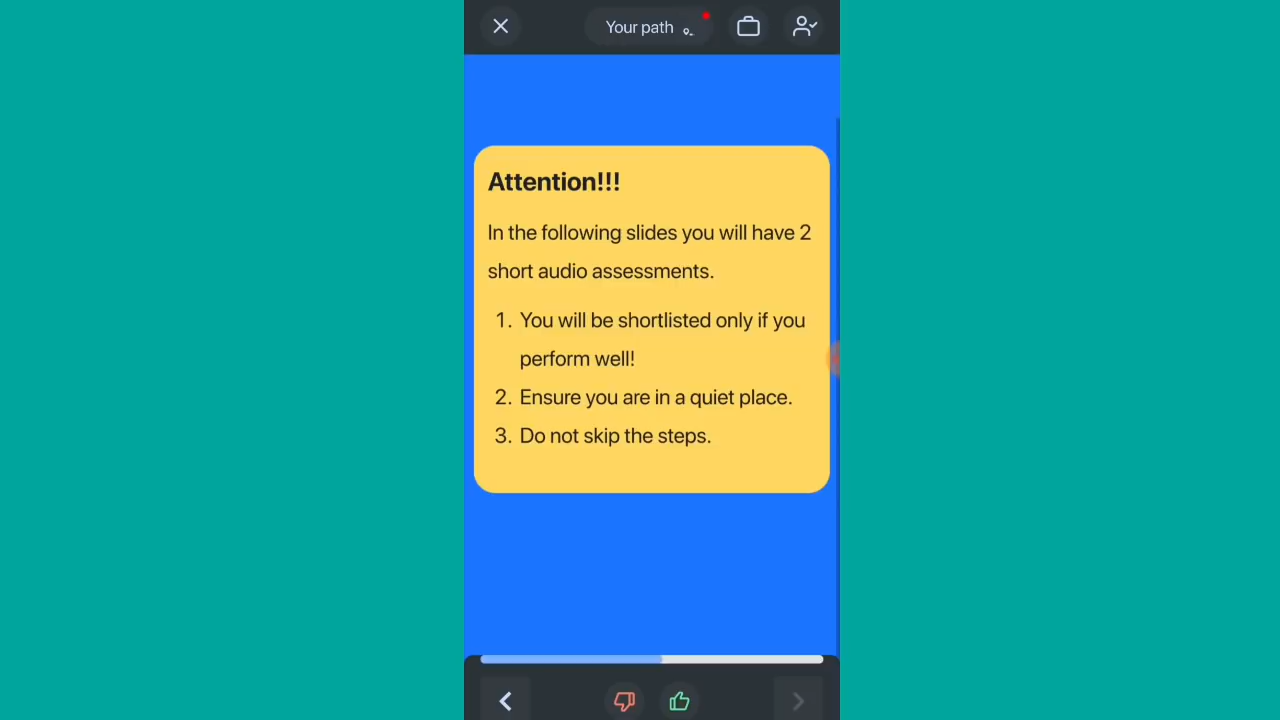 Your path
Attention!!!
In the following slides you will have 2
short audio assessments.
1. You will be shortlisted only if you
perform well!
2. Ensure you are in a quiet place.
3. Do not skip the steps.